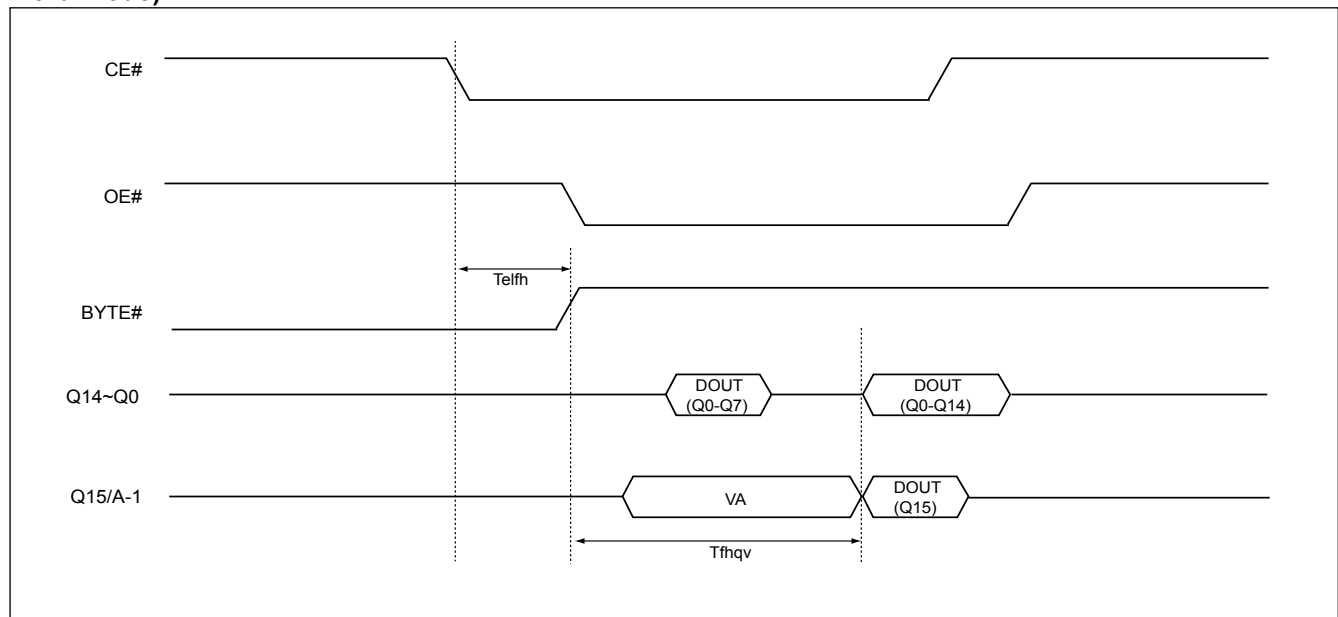 CE#
OE#
Telfh
BYTE#
DOUT
(Q0-Q7)
DOUT
(Q0-Q14)
Q14~Q0
VA
DOUT
(Q15)
Q15/A-1
Tfhqv